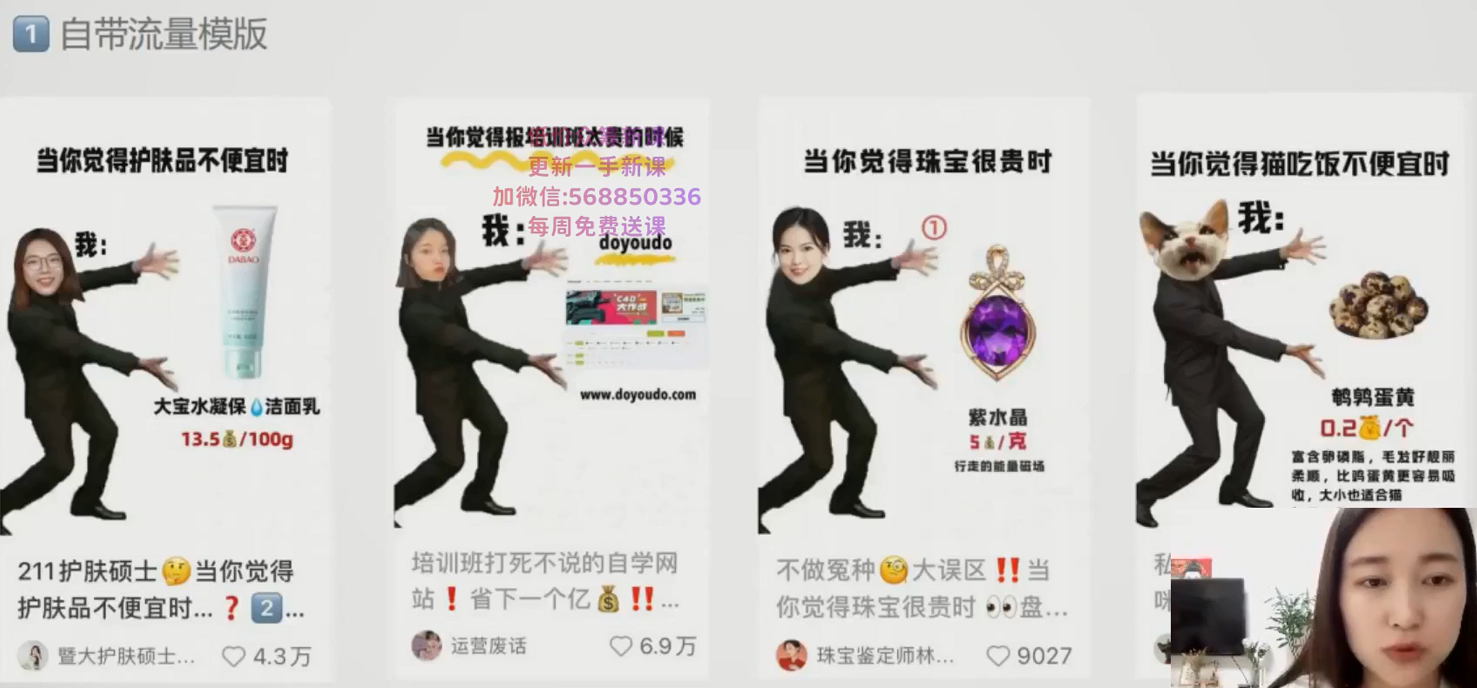 1 自带流量模版
当你觉得护肤品不便宜时
我:
DABAO
大宝水凝保💧洁面乳
13.5💰/100g
211护肤硕士🤔当你觉得
护肤品不便宜时...❓2️⃣...
暨大护肤硕士...
4.3万
当你觉得报培训班太贵的时候
更新一手新课
加微信:568850336
每周免费送课
我:
doyoudo
C4D
大作战
www.doyoudo.com
培训班打死不说的自学网
站❗省下一个亿💰‼️...
运营废话
6.9万
当你觉得珠宝很贵时
我:
①
紫水晶
5💰/克
行走的能量磁场
不做冤种🧐大误区‼️当
你觉得珠宝很贵时👀盘...
珠宝鉴定师林...
9027
当你觉得猫吃饭不便宜时
我:
鹌鹑蛋黄
0.2💰/个
富含卵磷脂，毛发好靓丽
柔顺，比鸡蛋黄更容易吸
收，大小也适合猫
私
咪